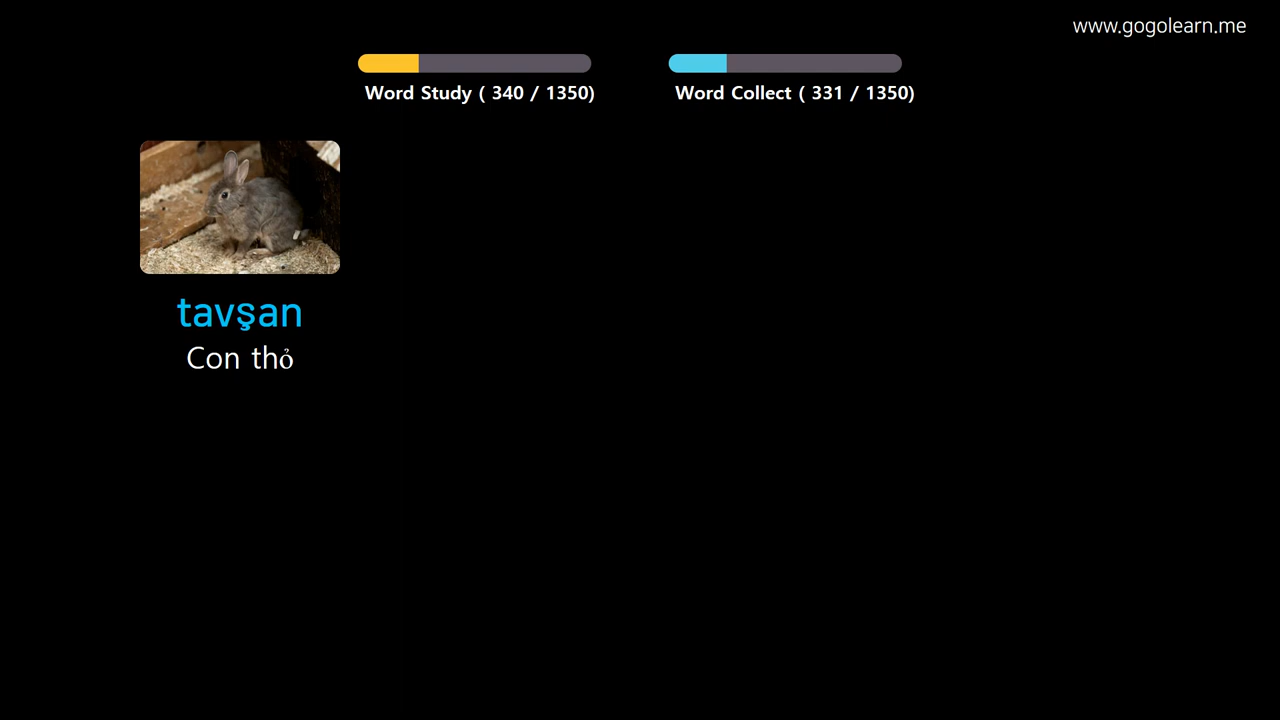 www.gogolearn.me
Word Study ( 340 / 1350)
Word Collect ( 331 / 1350)
tavşan
Con thỏ